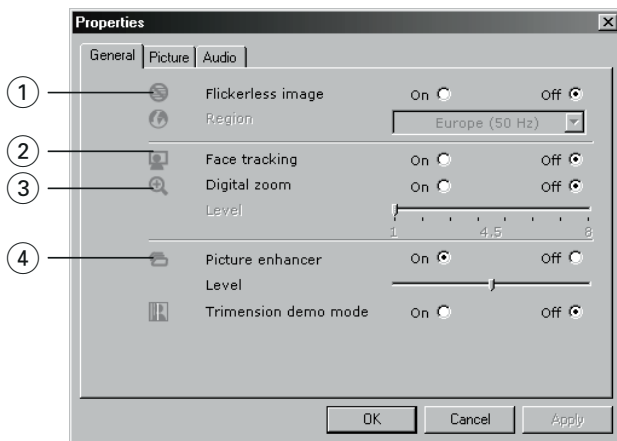 Properties
General Picture Audio
1 Flickerless image On Off
Region Europe (50 Hz)
2 Face tracking On Off
3 Digital zoom On Off
Level
1 4.5 8
4 Picture enhancer On Off
Level
Trimension demo mode On Off
OK Cancel Apply